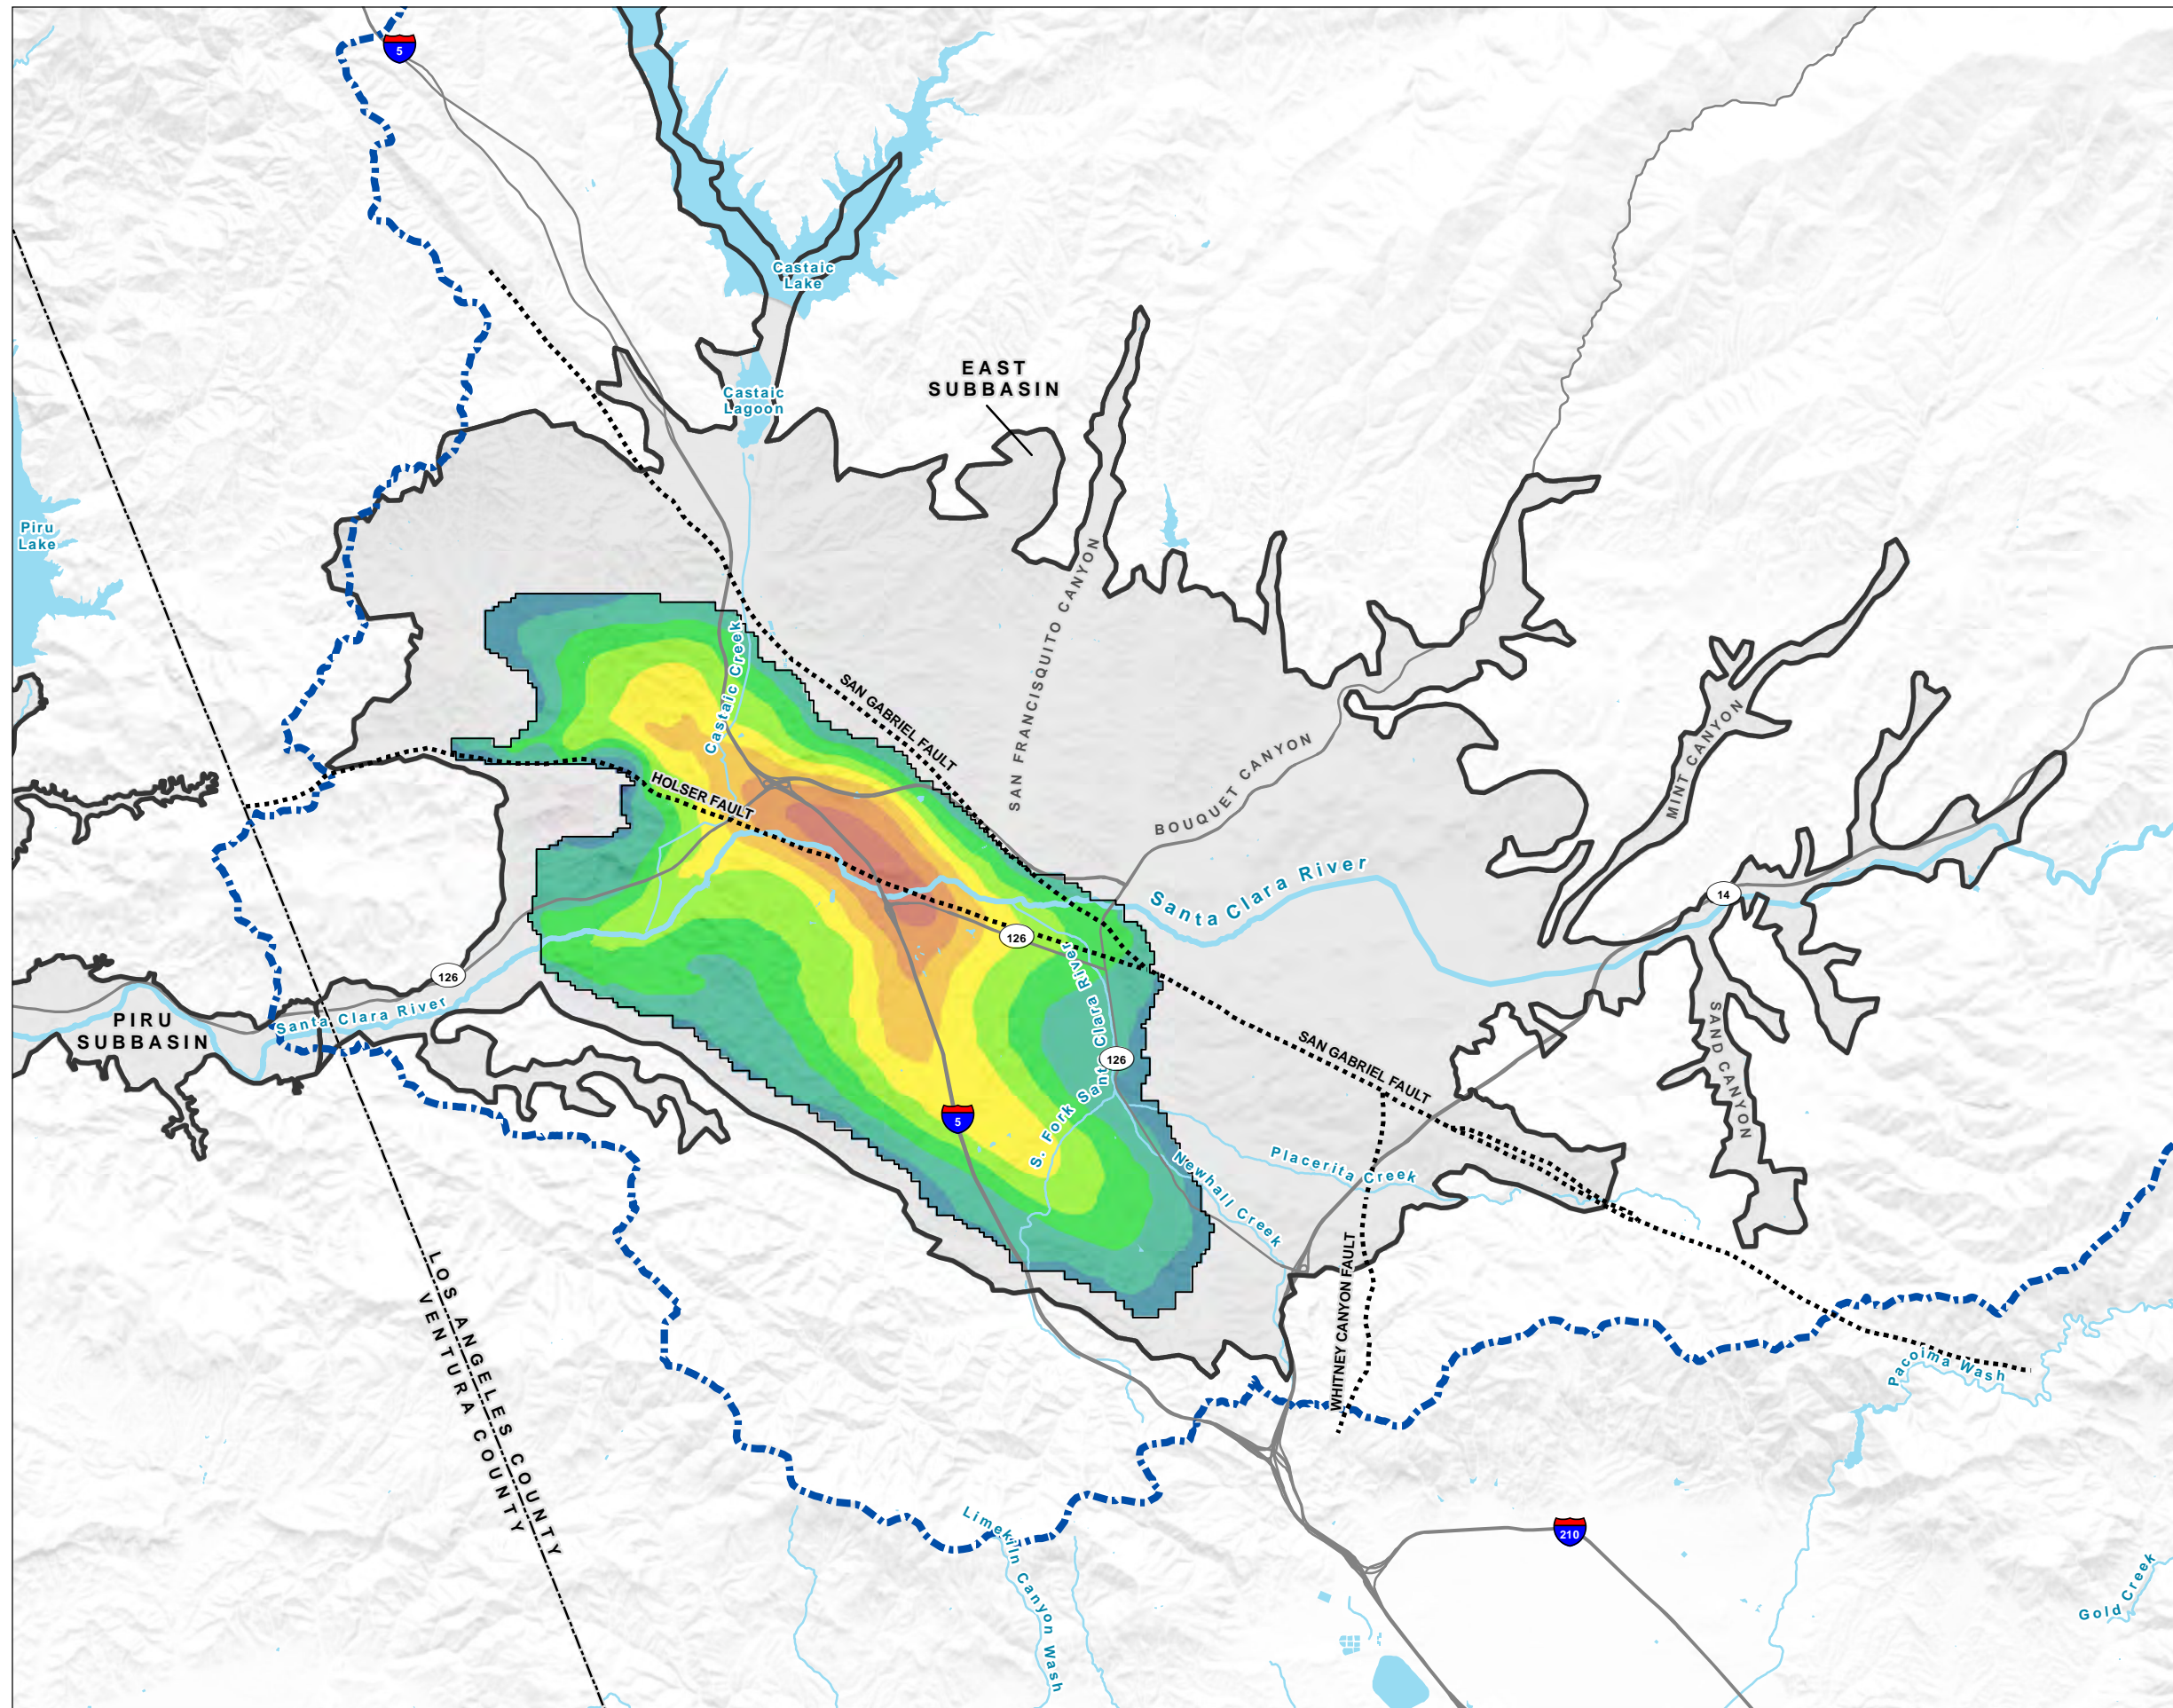 5
Castaic
Lake
EAST
SUBBASIN
Castaic
Lagoon
Piru
Lake
SAN FRANCISQUITO CANYON
Castaic Creek
SAN GABRIEL FAULT
HOLSER FAULT
BOUQUET CANYON
MINT CANYON
Santa Clara River
14
126
126
Santa Clara River
PIRU
SUBBASIN
S. Fork Santa Clara River
126
SAN GABRIEL FAULT
SAND CANYON
5
Placerita Creek
Newhall Creek
WHITNEY CANYON FAULT
LOS ANGELES COUNTY
VENTURA COUNTY
Pacoima Wash
Limekiln Canyon Wash
210
Gold Creek